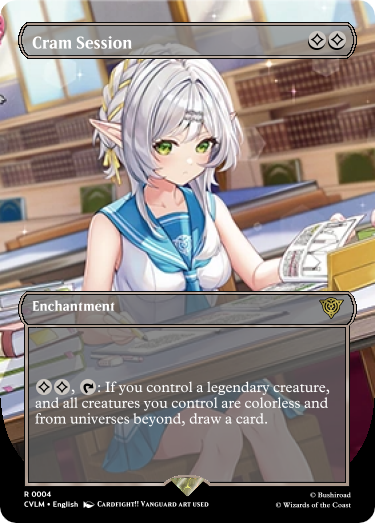 Cram Session
Enchantment
, : If you control a legendary creature,
and all creatures you control are colorless and
from universes beyond, draw a card.
R 0004
CVLM • English CARDFIGHT!! VANGUARD ART USED
© Bushiroad
© Wizards of the Coast